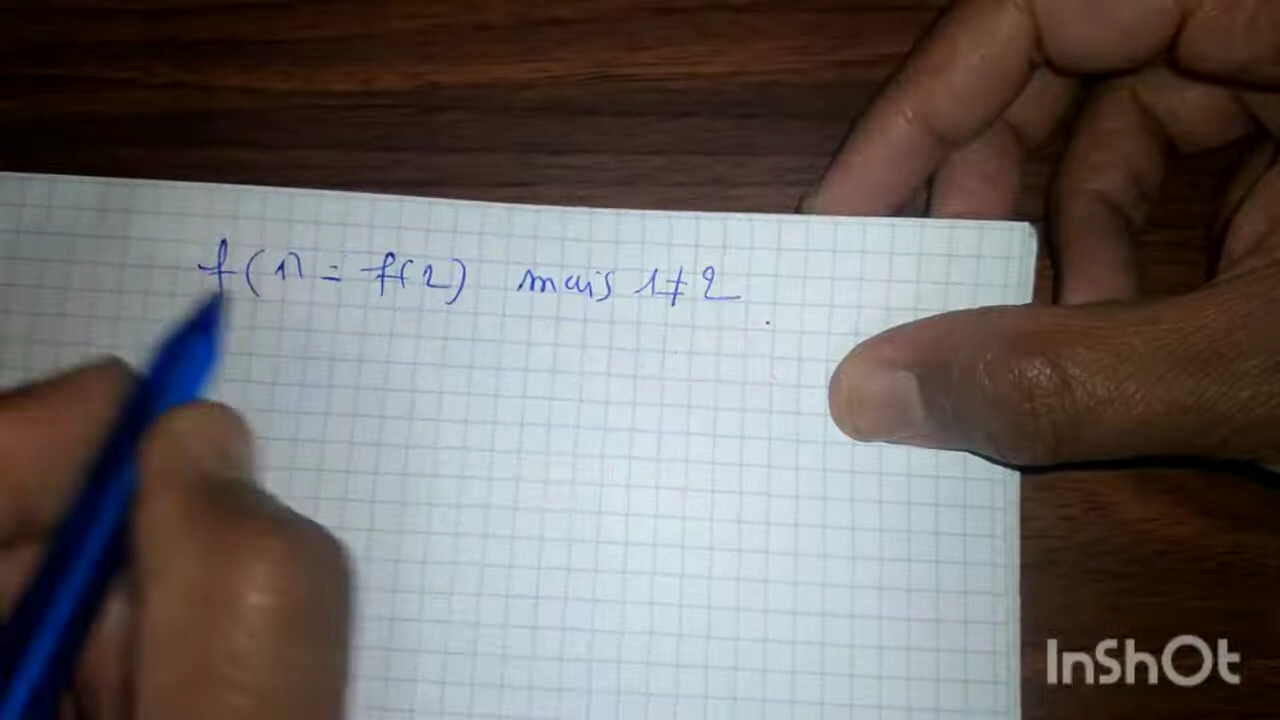 f(1) = f(2) mais 1≠2.
InShOt